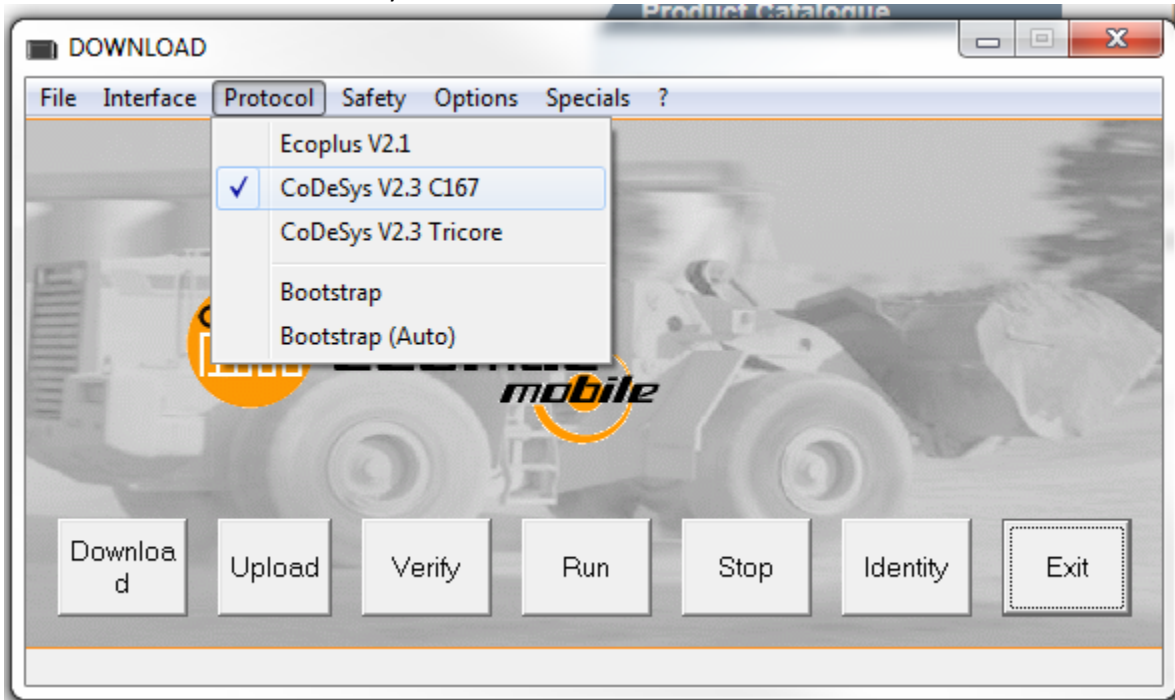 Product Catalogue
DOWNLOAD
File Interface Protocol Safety Options Specials ?
Ecoplus V2.1
CoDeSys V2.3 C167
CoDeSys V2.3 Tricore
Bootstrap
Bootstrap (Auto)
mobile
Downloa
d
Upload
Verify
Run
Stop
Identity
Exit